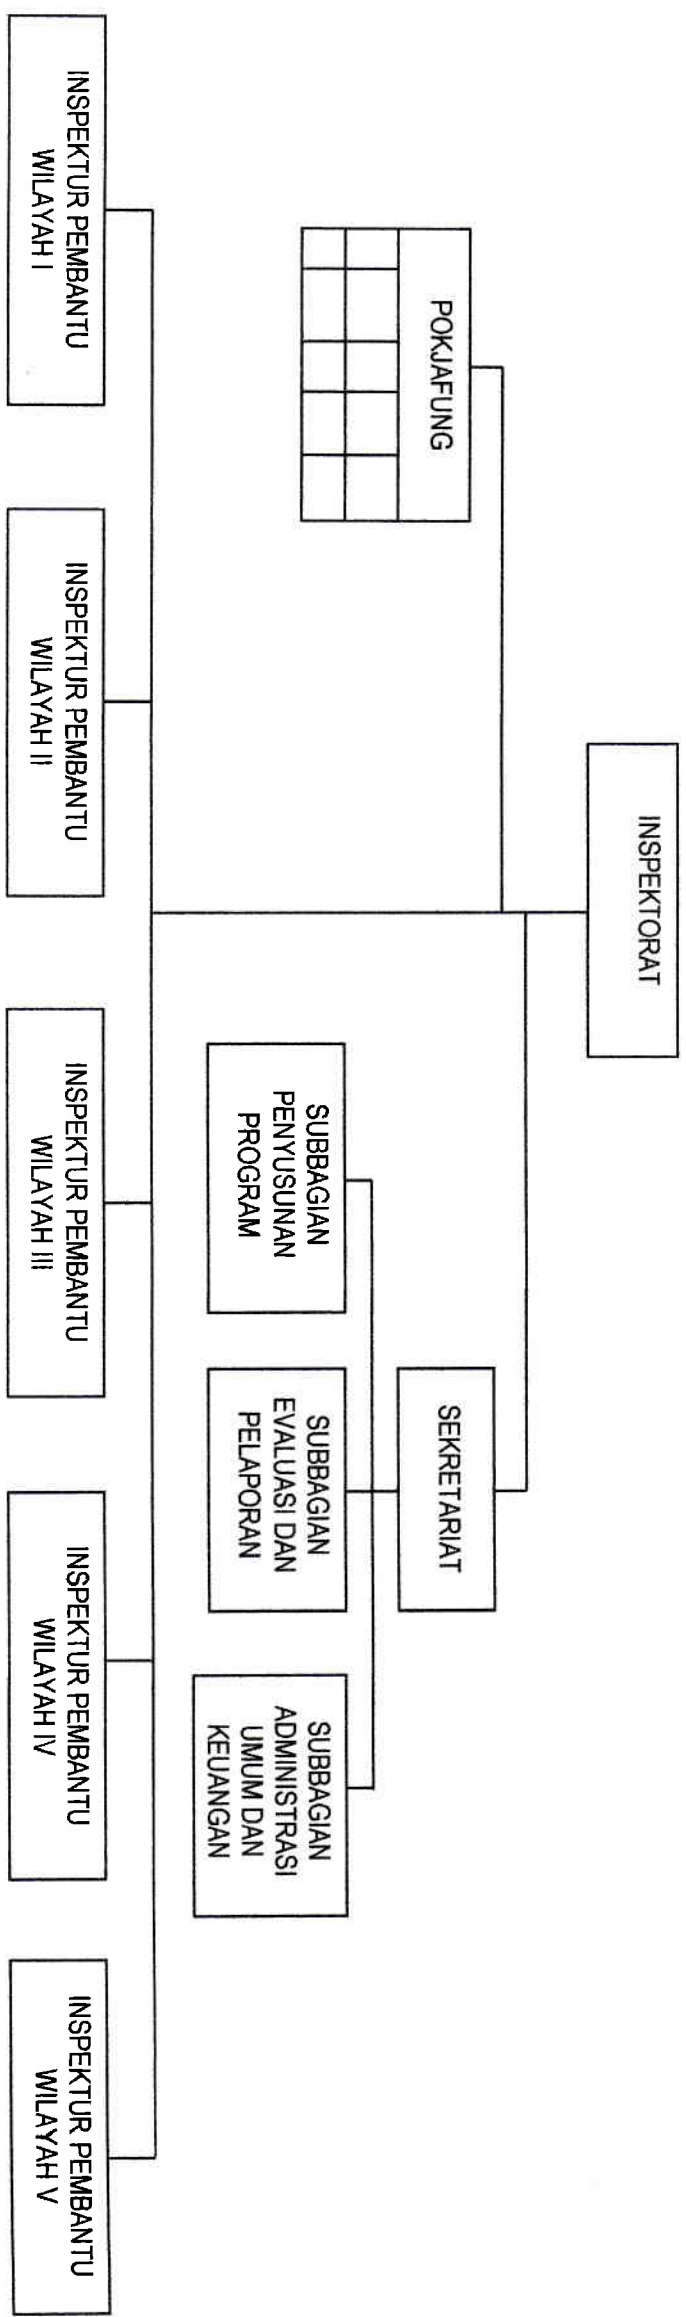 INSPEKTORAT
POKJAFUNG
SEKRETARIAT
SUBBAGIAN
PENYUSUNAN
PROGRAM
SUBBAGIAN
EVALUASI DAN
PELAPORAN
SUBBAGIAN
ADMINISTRASI
UMUM DAN
KEUANGAN
INSPEKTUR PEMBANTU
WILAYAH I
INSPEKTUR PEMBANTU
WILAYAH II
INSPEKTUR PEMBANTU
WILAYAH III
INSPEKTUR PEMBANTU
WILAYAH IV
INSPEKTUR PEMBANTU
WILAYAH V